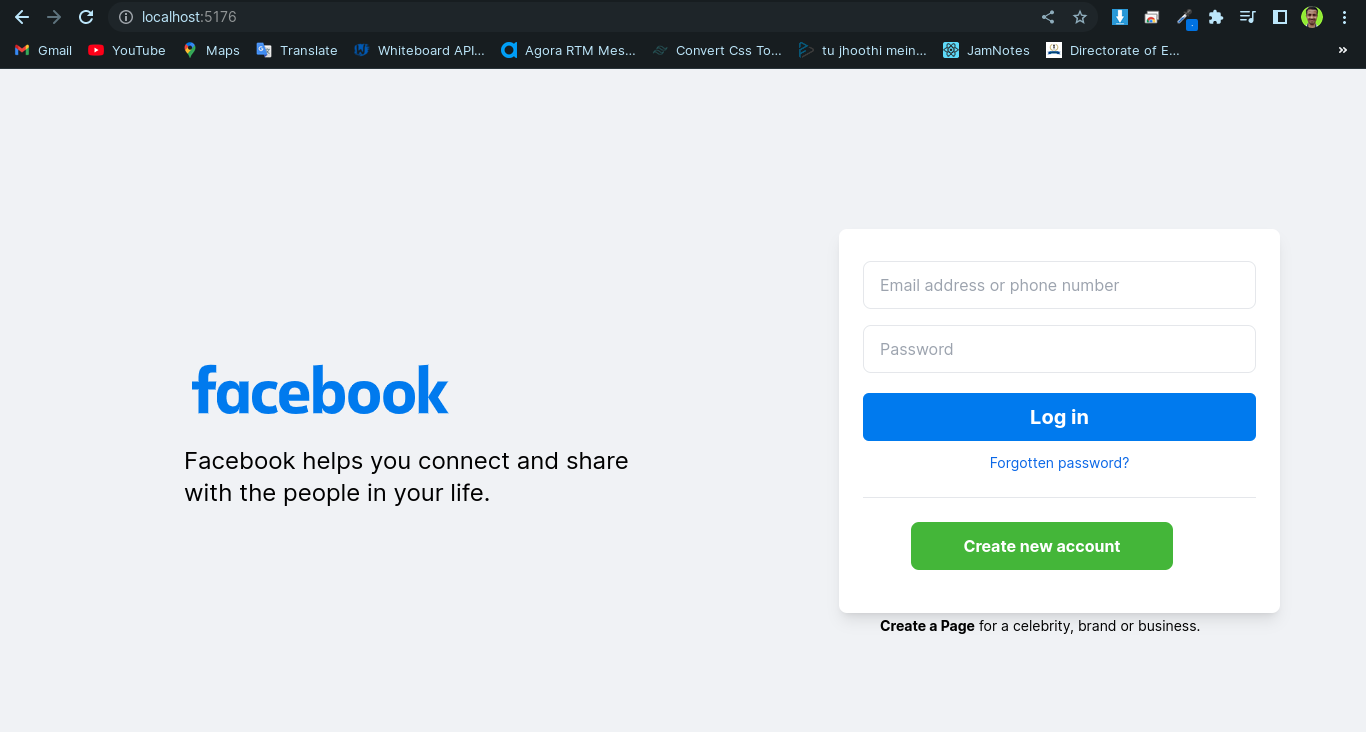 localhost:5176
Gmail YouTube Maps Translate Whiteboard API... Agora RTM Mes... Convert Css To... tu jhoothi mein... JamNotes Directorate of E... »
Email address or phone number
Password
facebook
Log in
Facebook helps you connect and share
with the people in your life.
Forgotten password?
Create new account
Create a Page for a celebrity, brand or business.